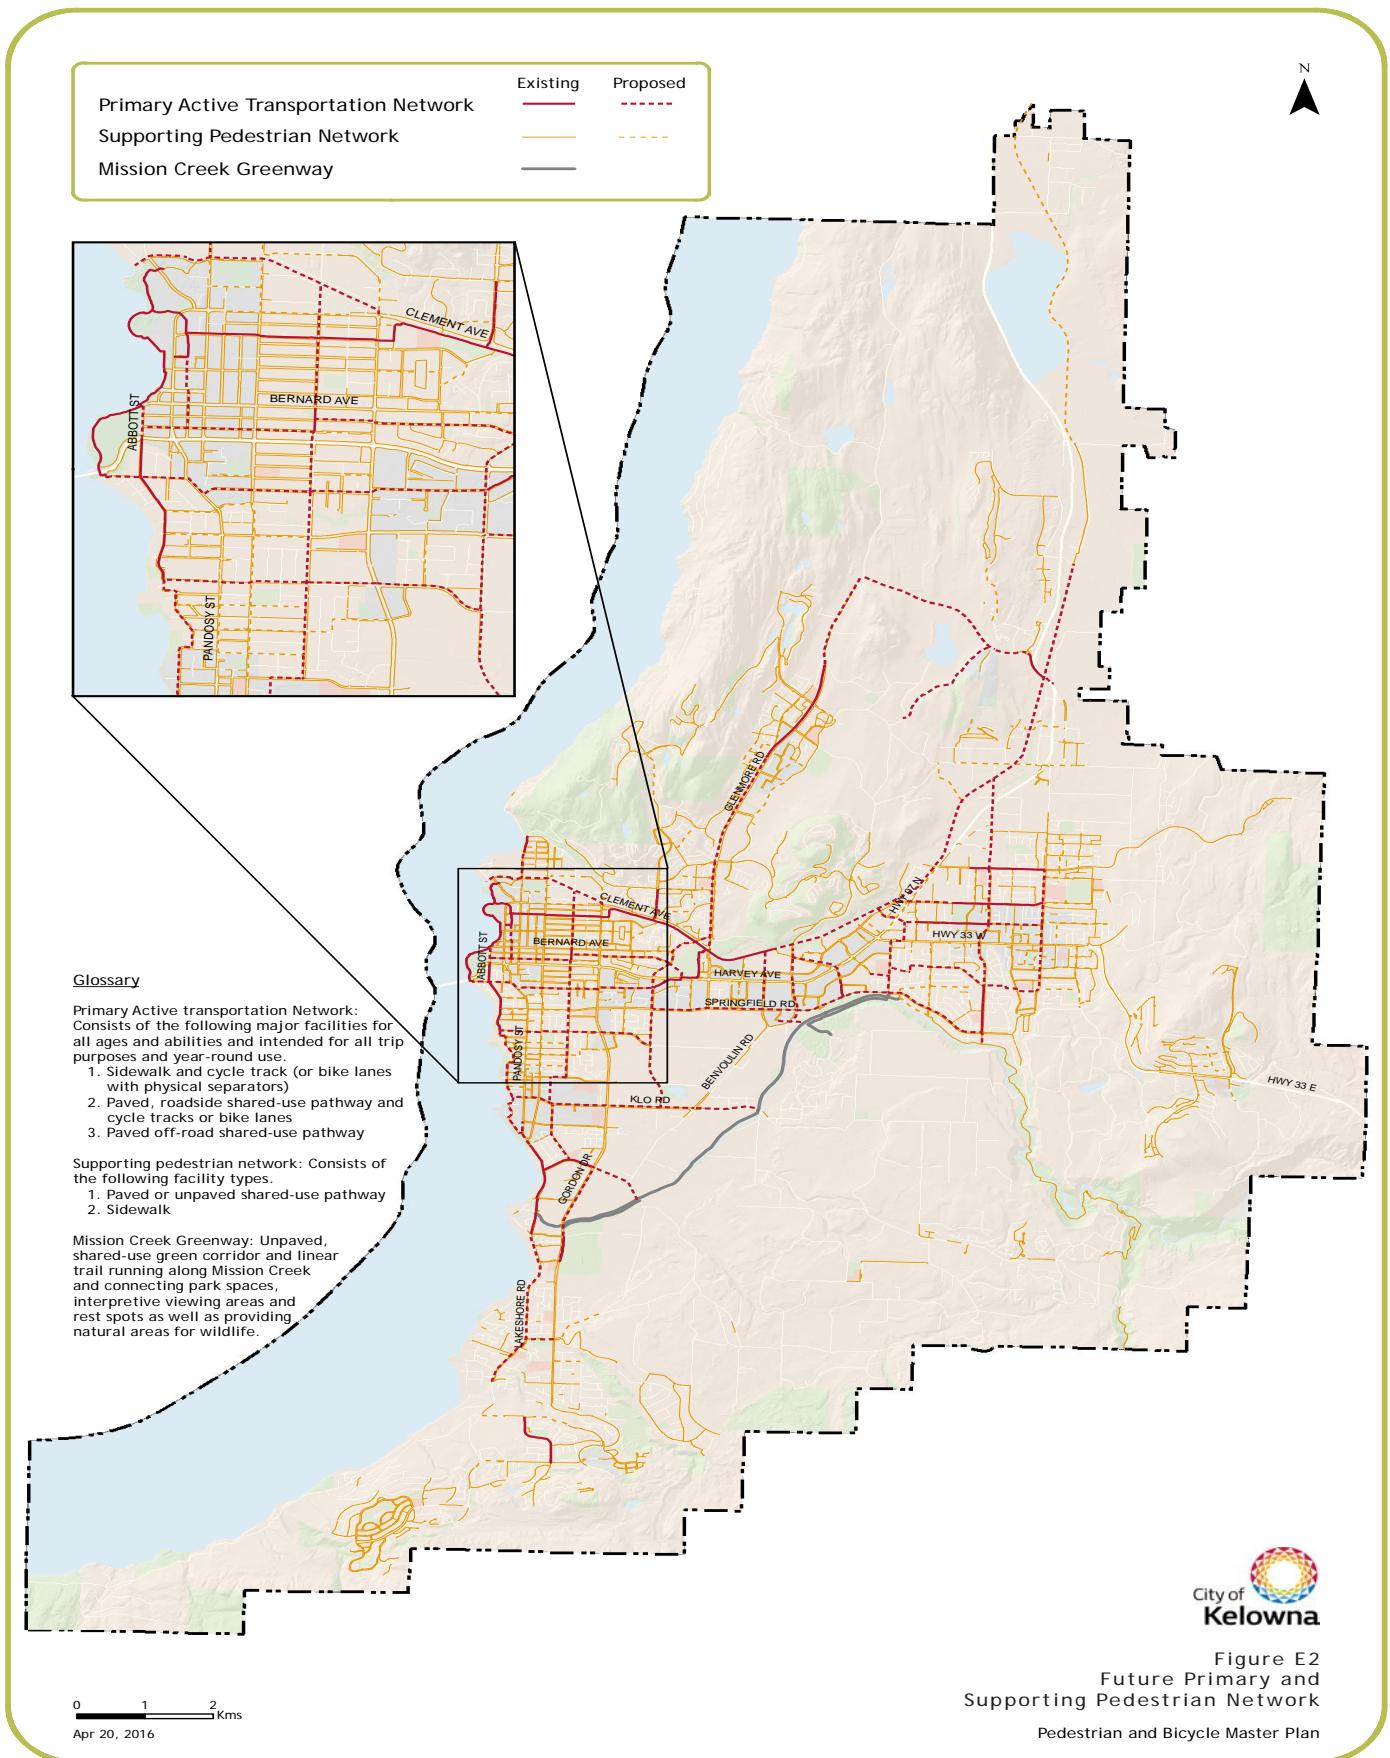 Existing Proposed
Primary Active Transportation Network
Supporting Pedestrian Network
Mission Creek Greenway
N
CLEMENT AVE
BERNARD AVE
ABBOTT ST
PANDOSY ST
GLENMORE RD
CLEMENT AVE
HWY 97 N
HWY 33 W
BERNARD AVE
ABBOTT ST
HARVEY AVE
SPRINGFIELD RD
PANDOSY ST
BENVOULIN RD
HWY 33 E
KLO RD
GORDON DR
LAKESHORE RD
Glossary
Primary Active transportation Network:
Consists of the following major facilities for
all ages and abilities and intended for all trip
purposes and year-round use.
1. Sidewalk and cycle track (or bike lanes
with physical separators)
2. Paved, roadside shared-use pathway and
cycle tracks or bike lanes
3. Paved off-road shared-use pathway
Supporting pedestrian network: Consists of
the following facility types.
1. Paved or unpaved shared-use pathway
2. Sidewalk
Mission Creek Greenway: Unpaved,
shared-use green corridor and linear
trail running along Mission Creek
and connecting park spaces,
interpretive viewing areas and
rest spots as well as providing
natural areas for wildlife.
City of
Kelowna
Figure E2
Future Primary and
Supporting Pedestrian Network
Pedestrian and Bicycle Master Plan
0 1 2
Kms
Apr 20, 2016